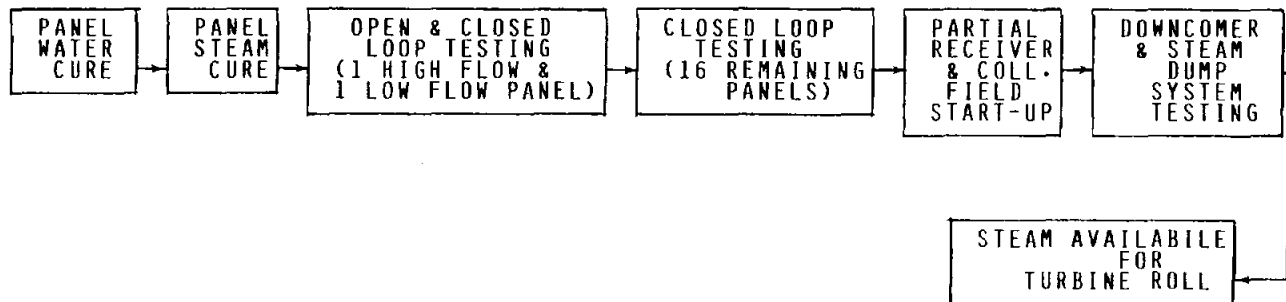 PANEL
WATER
CURE
PANEL
STEAM
CURE
OPEN & CLOSED
LOOP TESTING
(1 HIGH FLOW &
1 LOW FLOW PANEL)
CLOSED LOOP
TESTING
(16 REMAINING
PANELS)
PARTIAL
RECEIVER
& COLL.
FIELD
START-UP
DOWNCOMER
& STEAM
DUMP
SYSTEM
TESTING
STEAM AVAILABILE
FOR
TURBINE ROLL